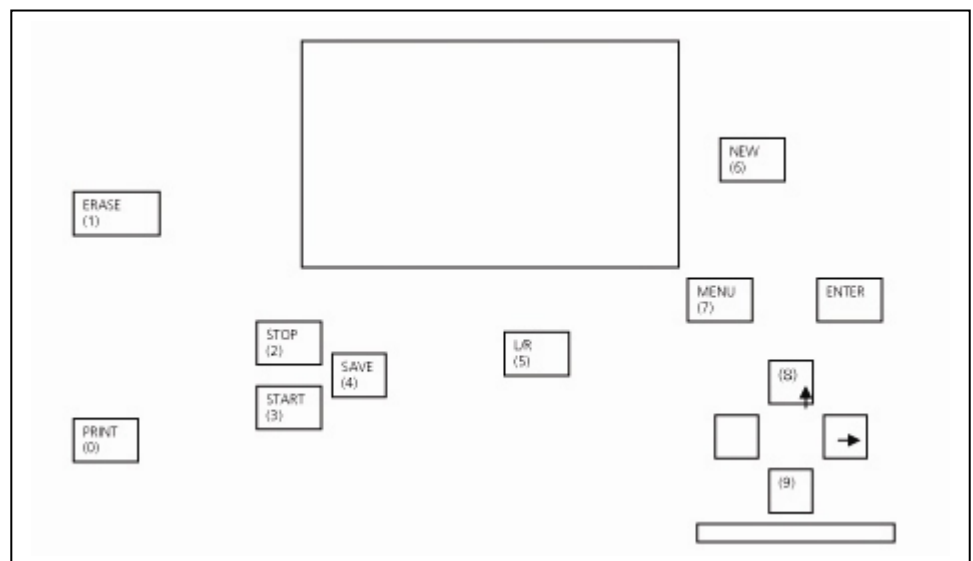 NEW
(6)
ERASE
(1)
MENU
(7)
ENTER
STOP
(2)
SAVE
(4)
L/R
(5)
START
(3)
(8)
PRINT
(0)
(9)